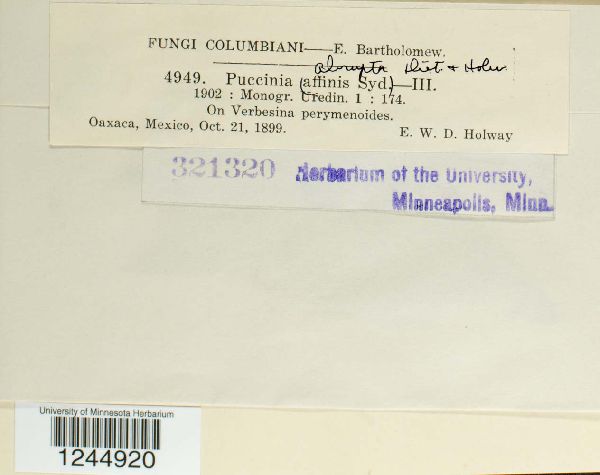 FUNGI COLUMBIANI—E. Bartholomew.
abrupta Diet. & Holw.
4949. Puccinia (affinis Syd)—III.
1902 : Monogr. Uredin. 1 : 174.
On Verbesina perymenoides.
Oaxaca, Mexico, Oct. 21, 1899.
E. W. D. Holway
321320 Herbarium of the University,
Minneapolis, Minn.
University of Minnesota Herbarium
1244920